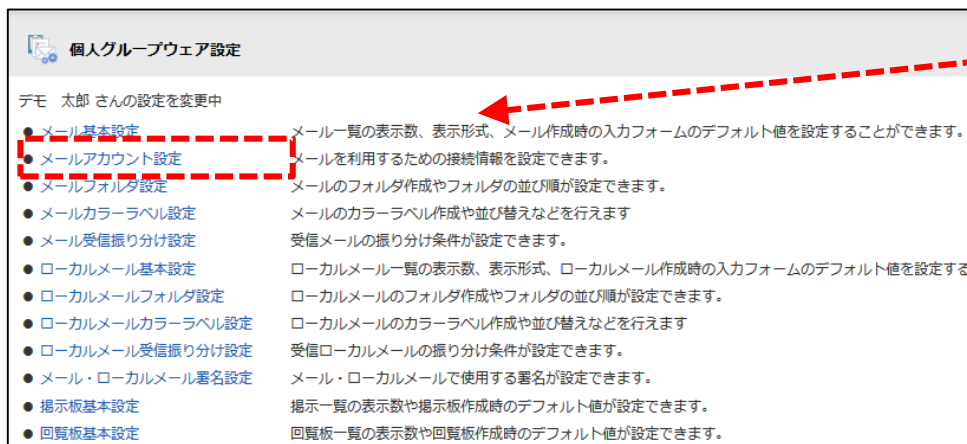 個人グループウェア設定
デモ 太郎 さんの設定を変更中
● メール基本設定 メール一覧の表示数、表示形式、メール作成時の入力フォームのデフォルト値を設定することができます。
● メールアカウント設定 メールを利用するための接続情報を設定できます。
● メールフォルダ設定 メールのフォルダ作成やフォルダの並び順が設定できます。
● メールカラーラベル設定 メールのカラーラベル作成や並び替えなどを行えます
● メール受信振り分け設定 受信メールの振り分け条件が設定できます。
● ローカルメール基本設定 ローカルメール一覧の表示数、表示形式、ローカルメール作成時の入力フォームのデフォルト値を設定する
● ローカルメールフォルダ設定 ローカルメールのフォルダ作成やフォルダの並び順が設定できます。
● ローカルメールカラーラベル設定 ローカルメールのカラーラベル作成や並び替えなどを行えます
● ローカルメール受信振り分け設定 受信ローカルメールの振り分け条件が設定できます。
● メール・ローカルメール署名設定 メール・ローカルメールで使用する署名が設定できます。
● 掲示板基本設定 掲示一覧の表示数や掲示板作成時のデフォルト値が設定できます。
● 回覧板基本設定 回覧板一覧の表示数や回覧板作成時のデフォルト値が設定できます。